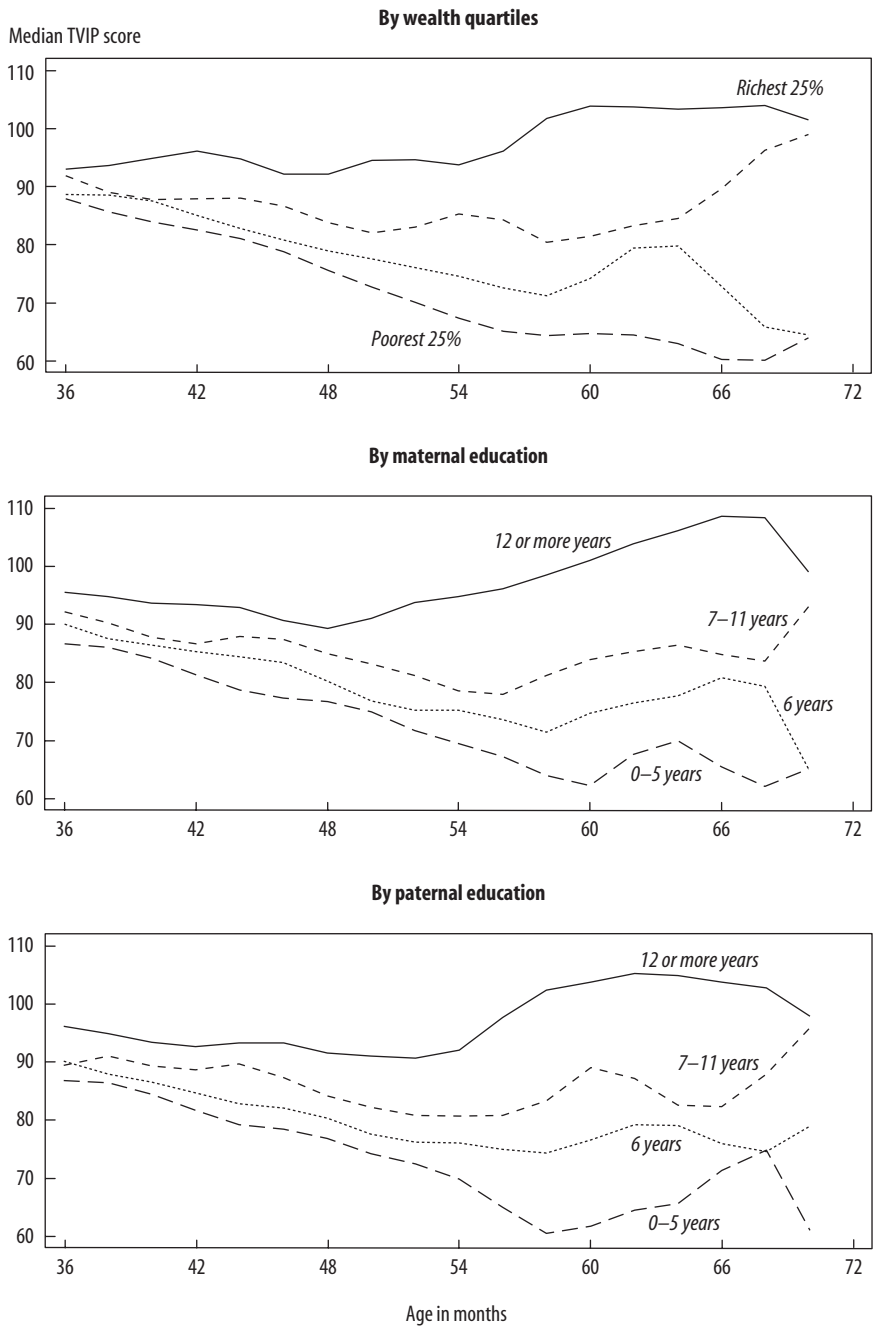 By wealth quartiles
Median TVIP score
110
Richest 25%
100
90
80
70
Poorest 25%
60
36 42 48 54 60 66 72
By maternal education
110
12 or more years
100
90
7–11 years
80
6 years
70
0–5 years
60
36 42 48 54 60 66 72
By paternal education
110
12 or more years
100
90
7–11 years
80
6 years
70
0–5 years
60
36 42 48 54 60 66 72
Age in months